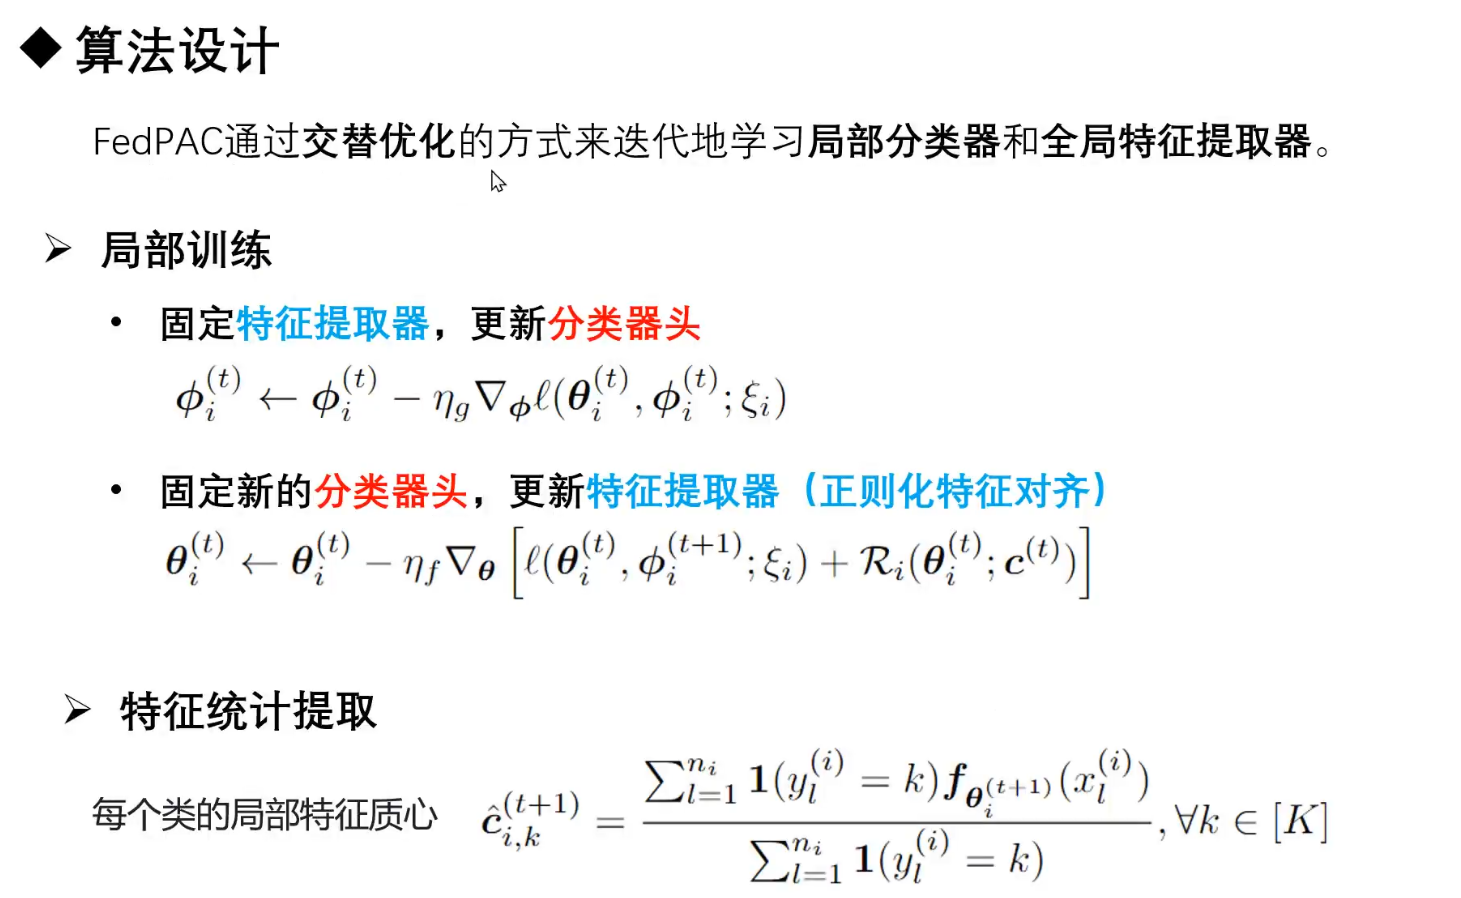 ◆ 算法设计
FedPAC通过交替优化的方式来迭代地学习局部分类器和全局特征提取器。
➢ 局部训练
• 固定特征提取器，更新分类器头
$\boldsymbol{\phi}_i^{(t)} \leftarrow \boldsymbol{\phi}_i^{(t)} - \eta_g \nabla_{\boldsymbol{\phi}} \ell(\boldsymbol{\theta}_i^{(t)}, \boldsymbol{\phi}_i^{(t)}; \xi_i)$
• 固定新的分类器头，更新特征提取器（正则化特征对齐）
$\boldsymbol{\theta}_i^{(t)} \leftarrow \boldsymbol{\theta}_i^{(t)} - \eta_f \nabla_{\boldsymbol{\theta}} \left[ \ell(\boldsymbol{\theta}_i^{(t)}, \boldsymbol{\phi}_i^{(t+1)}; \xi_i) + \mathcal{R}_i(\boldsymbol{\theta}_i^{(t)}; \boldsymbol{c}^{(t)}) \right]$
➢ 特征统计提取
每个类的局部特征质心 $\hat{\boldsymbol{c}}_{i,k}^{(t+1)} = \frac{\sum_{l=1}^{n_i} \mathbf{1}(y_l^{(i)} = k) \boldsymbol{f}_{\boldsymbol{\theta}_i^{(t+1)}}(x_l^{(i)})}{\sum_{l=1}^{n_i} \mathbf{1}(y_l^{(i)} = k)}, \forall k \in [K]$